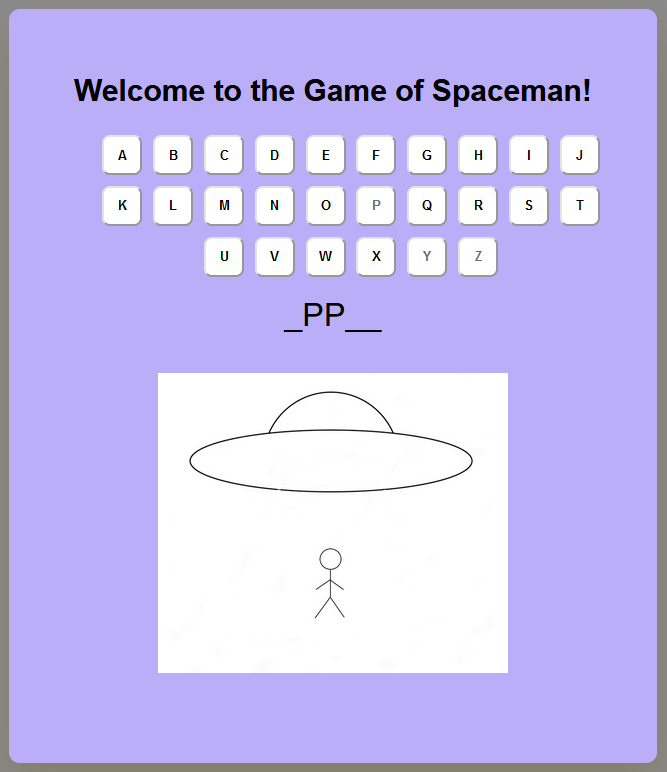 Welcome to the Game of Spaceman!
A B C D E F G H I J
K L M N O P Q R S T
U V W X Y Z
_PP__